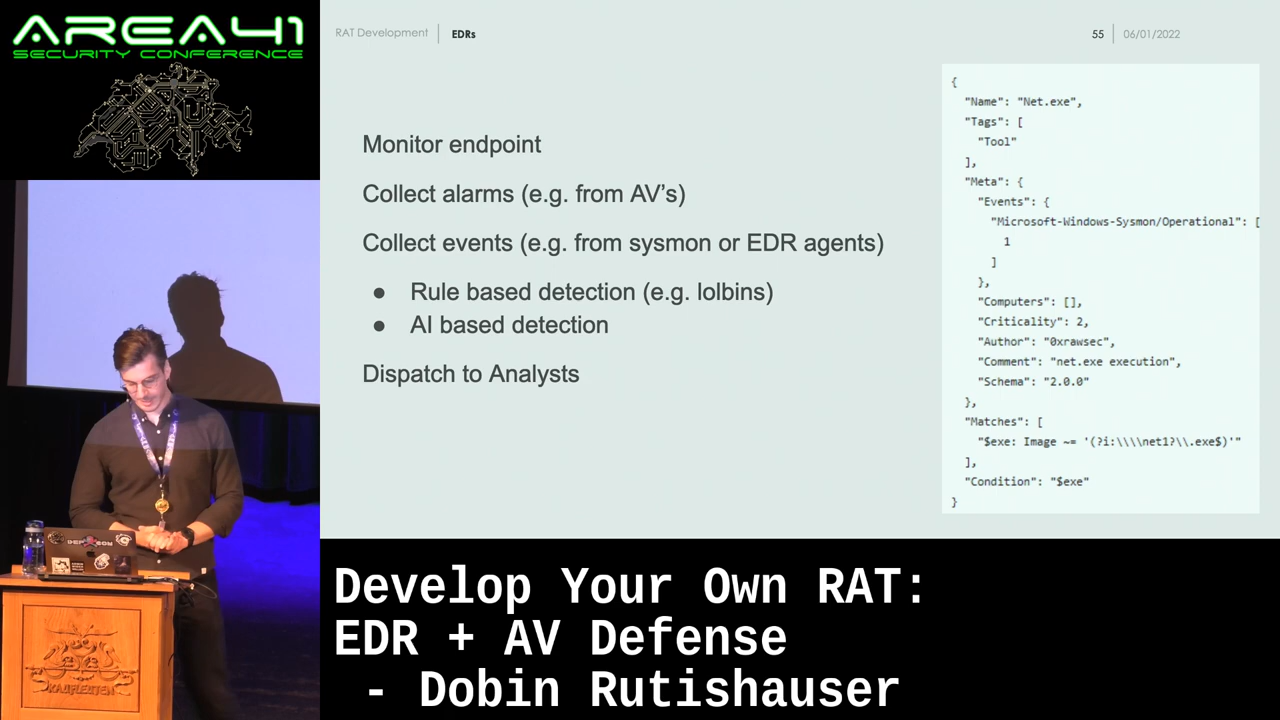 AREA41
SECURITY CONFERENCE
RAT Development
EDRs
55
06/01/2022
Monitor endpoint
Collect alarms (e.g. from AV's)
Collect events (e.g. from sysmon or EDR agents)
● Rule based detection (e.g. lolbins)
● AI based detection
Dispatch to Analysts
{
"Name": "Net.exe",
"Tags": [
"Tool"
],
"Meta": {
"Events": {
"Microsoft-Windows-Sysmon/Operational": [
1
]
},
"Computers": [],
"Criticality": 2,
"Author": "0xrawsec",
"Comment": "net.exe execution",
"Schema": "2.0.0"
},
"Matches": [
"$exe: Image ~= '(?i:\\\\net1?\\.exe$)'"
],
"Condition": "$exe"
}
KAUFLEUTEN
Develop Your Own RAT:
EDR + AV Defense
- Dobin Rutishauser